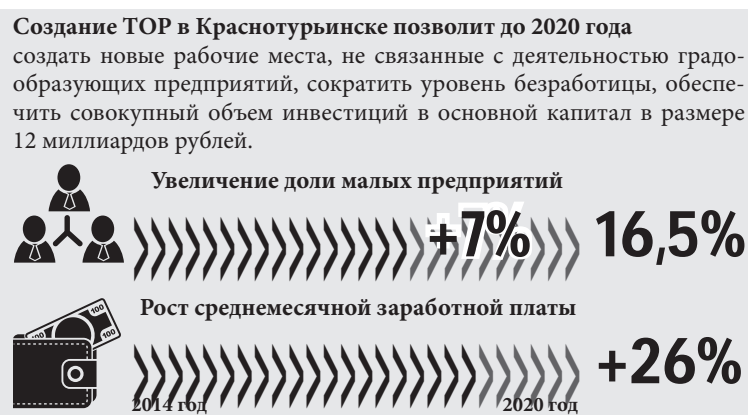 Создание ТОР в Краснотурьинске позволит до 2020 года
создать новые рабочие места, не связанные с деятельностью градо-
образующих предприятий, сократить уровень безработицы, обеспе-
чить совокупный объем инвестиций в основной капитал в размере
12 миллиардов рублей.
Увеличение доли малых предприятий
+7% 16,5%
Рост среднемесячной заработной платы
100
100
+26%
2014 год 2020 год